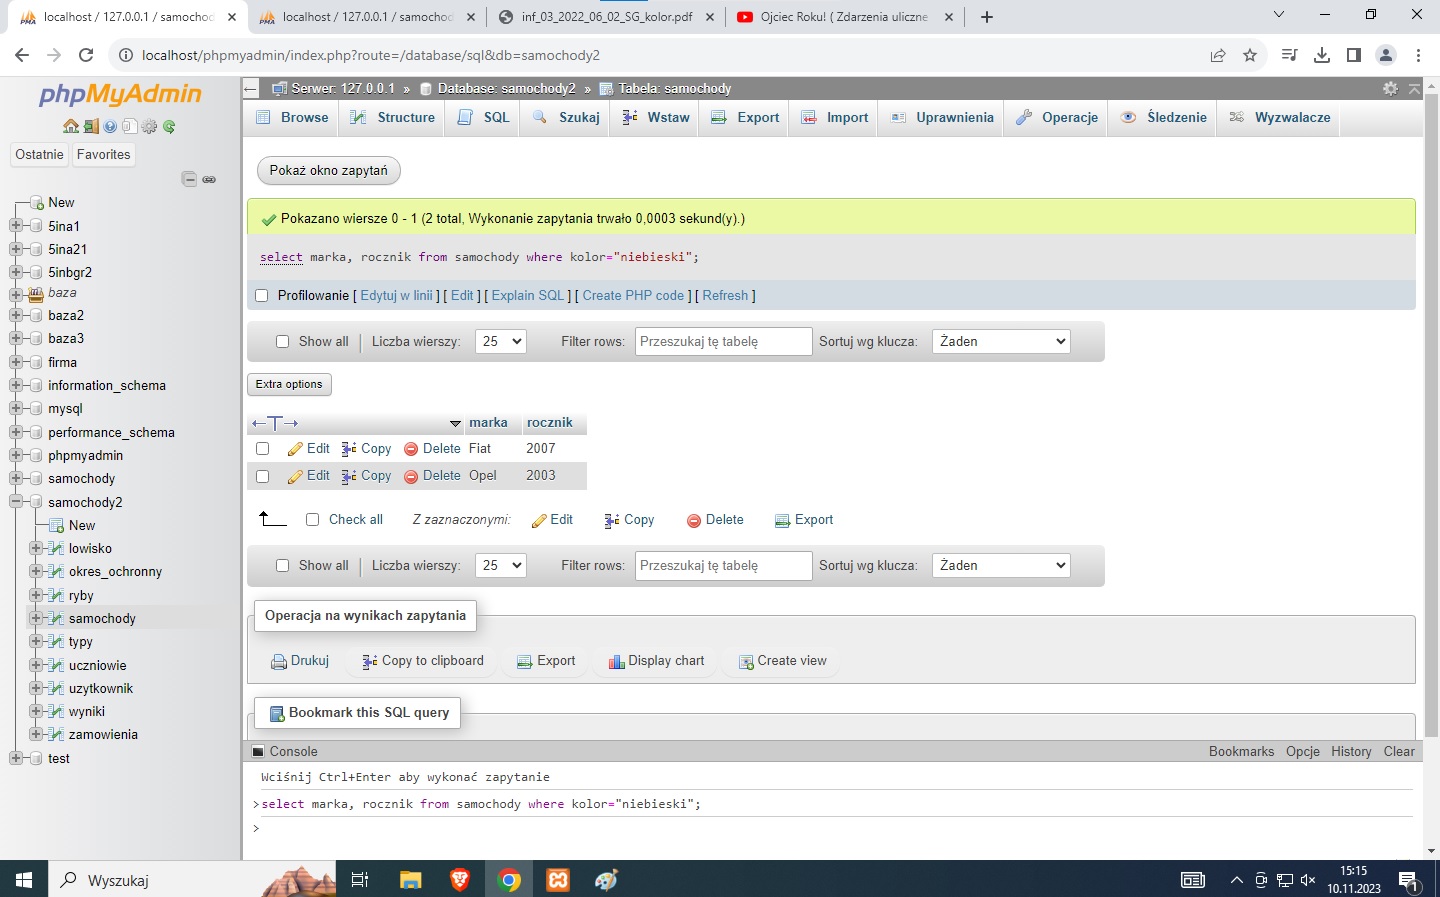 localhost / 127.0.0.1 / samochod
localhost / 127.0.0.1 / samochod
inf_03_2022_06_02_SG_kolor.pdf
Ojciec Roku! ( Zdarzenia uliczne
localhost/phpmyadmin/index.php?route=/database/sql&db=samochody2
phpMyAdmin
Ostatnie Favorites
New
5ina1
5ina21
5inbgr2
baza
baza2
baza3
firma
information_schema
mysql
performance_schema
phpmyadmin
samochody
samochody2
New
lowisko
okres_ochronny
ryby
samochody
typy
uczniowie
uzytkownik
wyniki
zamowienia
test
Serwer: 127.0.0.1 » Database: samochody2 » Tabela: samochody
Browse Structure SQL Szukaj Wstaw Export Import Uprawnienia Operacje Śledzenie Wyzwalacze
Pokaż okno zapytań
Pokazano wiersze 0 - 1 (2 total, Wykonanie zapytania trwało 0,0003 sekund(y).)
select marka, rocznik from samochody where kolor="niebieski";
Profilowanie [ Edytuj w linii ] [ Edit ] [ Explain SQL ] [ Create PHP code ] [ Refresh ]
Show all | Liczba wierszy: 25 Filter rows: Przeszukaj tę tabelę Sortuj wg klucza: Żaden
Extra options
←T→ marka rocznik
Edit Copy Delete Fiat 2007
Edit Copy Delete Opel 2003
Check all Z zaznaczonymi: Edit Copy Delete Export
Show all | Liczba wierszy: 25 Filter rows: Przeszukaj tę tabelę Sortuj wg klucza: Żaden
Operacja na wynikach zapytania
Drukuj Copy to clipboard Export Display chart Create view
Bookmark this SQL query
Console Bookmarks Opcje History Clear
Wciśnij Ctrl+Enter aby wykonać zapytanie
>select marka, rocznik from samochody where kolor="niebieski";
>
Wyszukaj
15:15
10.11.2023
1